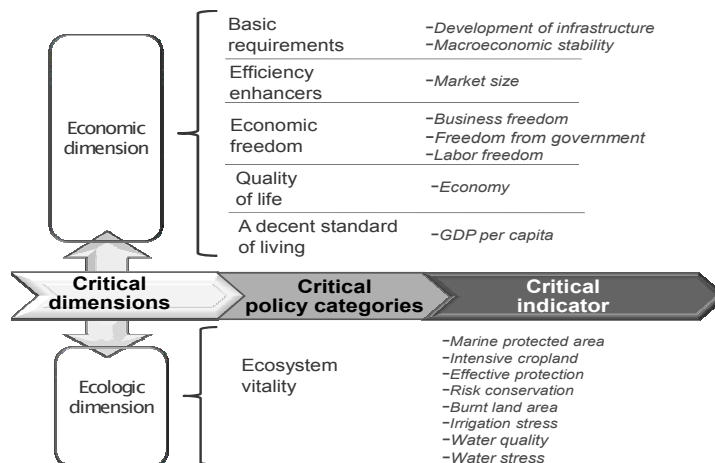 Economic
dimension
Basic
requirements
-Development of infrastructure
-Macroeconomic stability
Efficiency
enhancers
-Market size
Economic
freedom
-Business freedom
-Freedom from government
-Labor freedom
Quality
of life
-Economy
A decent standard
of living
-GDP per capita
Critical
dimensions
Critical
policy categories
Critical
indicator
Ecologic
dimension
Ecosystem
vitality
-Marine protected area
-Intensive cropland
-Effective protection
-Risk conservation
-Burnt land area
-Irrigation stress
-Water quality
-Water stress